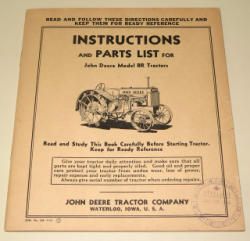 READ AND FOLLOW THESE DIRECTIONS CAREFULLY AND
KEEP THEM FOR READY REFERENCE
INSTRUCTIONS
AND PARTS LIST FOR
John Deere Model BR Tractors
JOHN DEERE
Read and Study This Book Carefully Before Starting Tractor.
Keep for Ready Reference
Give your tractor daily attention and make sure that all
parts are kept tight and properly oiled. Good oil and proper
care protect your tractor from undue wear, loss of power,
repair expense and early replacements.
Always give serial number of tractor when ordering repairs.
JOHN DEERE TRACTOR COMPANY
WATERLOO, IOWA, U. S. A.